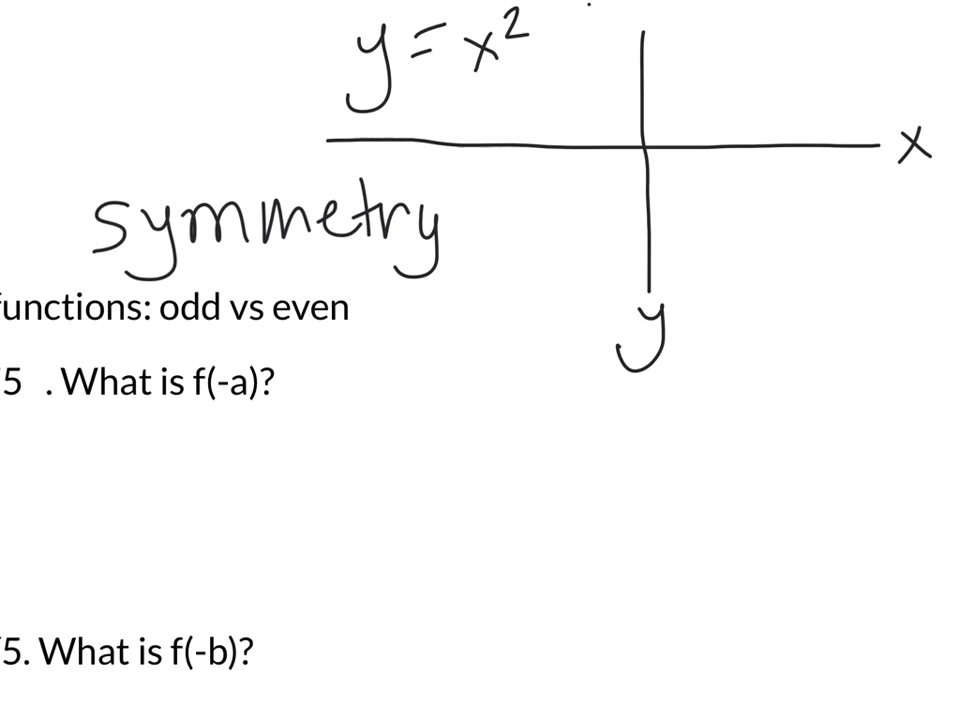 y = x²
x
symmetry
functions: odd vs even
y
5 . What is f(-a)?
5. What is f(-b)?